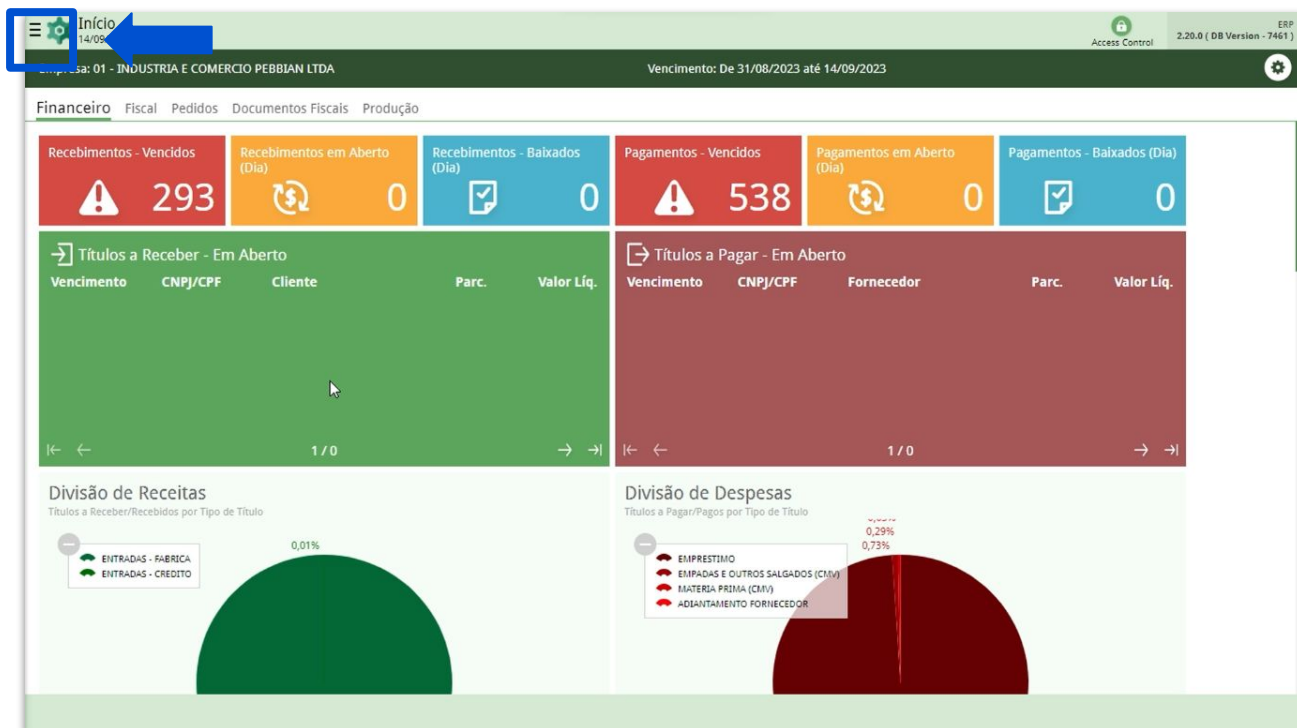 Início
14/09
Access Control
ERP
2.20.0 ( DB Version - 7461 )
Empresa: 01 - INDUSTRIA E COMERCIO PEBBIAN LTDA
Vencimento: De 31/08/2023 até 14/09/2023
Financeiro Fiscal Pedidos Documentos Fiscais Produção
Recebimentos - Vencidos
293
Recebimentos em Aberto
(Dia)
0
Recebimentos - Baixados
(Dia)
0
Pagamentos - Vencidos
538
Pagamentos em Aberto
(Dia)
0
Pagamentos - Baixados (Dia)
0
Títulos a Receber - Em Aberto
Vencimento CNPJ/CPF Cliente Parc. Valor Líq.
1 / 0
Títulos a Pagar - Em Aberto
Vencimento CNPJ/CPF Fornecedor Parc. Valor Líq.
1 / 0
Divisão de Receitas
Títulos a Receber/Recebidos por Tipo de Título
ENTRADAS - FABRICA
ENTRADAS - CREDITO
0,01%
Divisão de Despesas
Títulos a Pagar/Pagos por Tipo de Título
0,29%
0,73%
EMPRESTIMO
EMPADAS E OUTROS SALGADOS (CMV)
MATERIA PRIMA (CMV)
ADIANTAMENTO FORNECEDOR